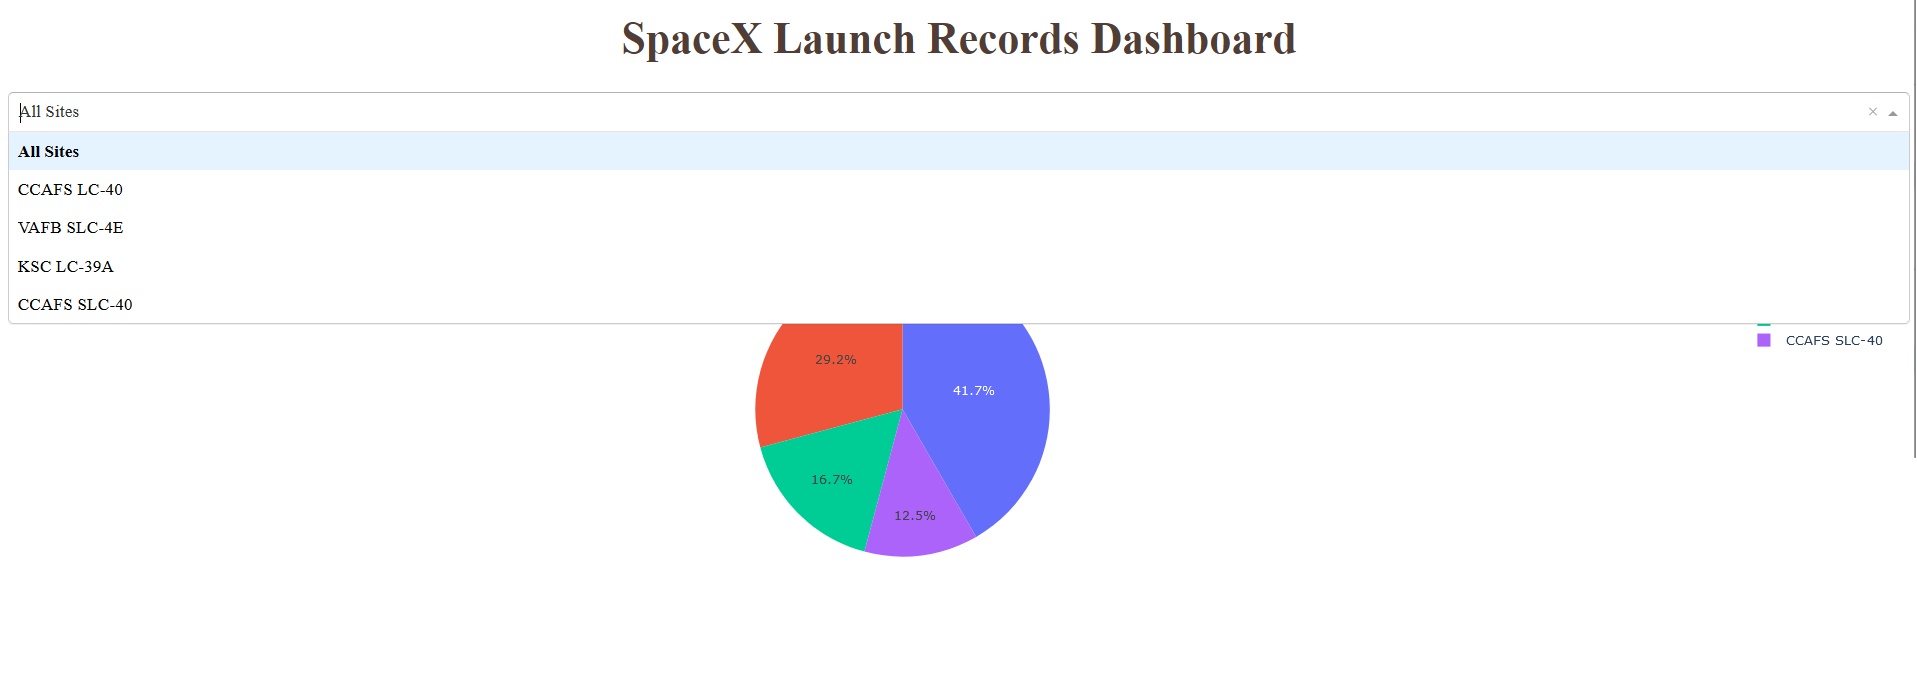 SpaceX Launch Records Dashboard
All Sites
×
All Sites
CCAFS LC-40
VAFB SLC-4E
KSC LC-39A
CCAFS SLC-40
CCAFS SLC-40
29.2%
41.7%
16.7%
12.5%